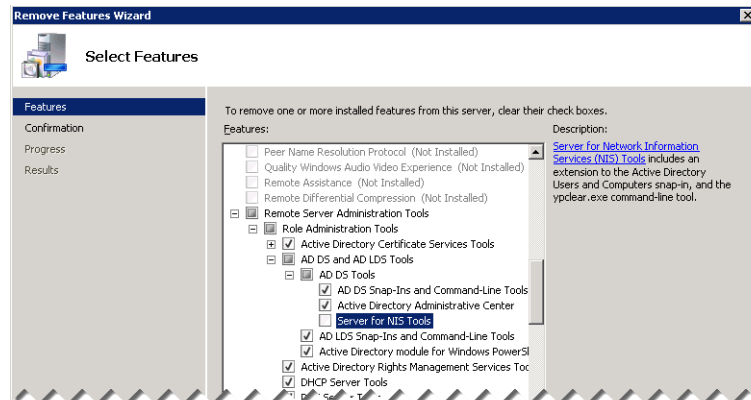 Remove Features Wizard
Select Features
Features
Confirmation
Progress
Results
To remove one or more installed features from this server, clear their check boxes.
Features:
Peer Name Resolution Protocol (Not Installed)
Quality Windows Audio Video Experience (Not Installed)
Remote Assistance (Not Installed)
Remote Differential Compression (Not Installed)
Remote Server Administration Tools
Role Administration Tools
Active Directory Certificate Services Tools
AD DS and AD LDS Tools
AD DS Tools
AD DS Snap-Ins and Command-Line Tools
Active Directory Administrative Center
Server for NIS Tools
AD LDS Snap-Ins and Command-Line Tools
Active Directory module for Windows PowerSl
Active Directory Rights Management Services Too
DHCP Server Tools
Description:
Server for Network Information
Services (NIS) Tools includes an
extension to the Active Directory
Users and Computers snap-in, and the
ypclear.exe command-line tool.